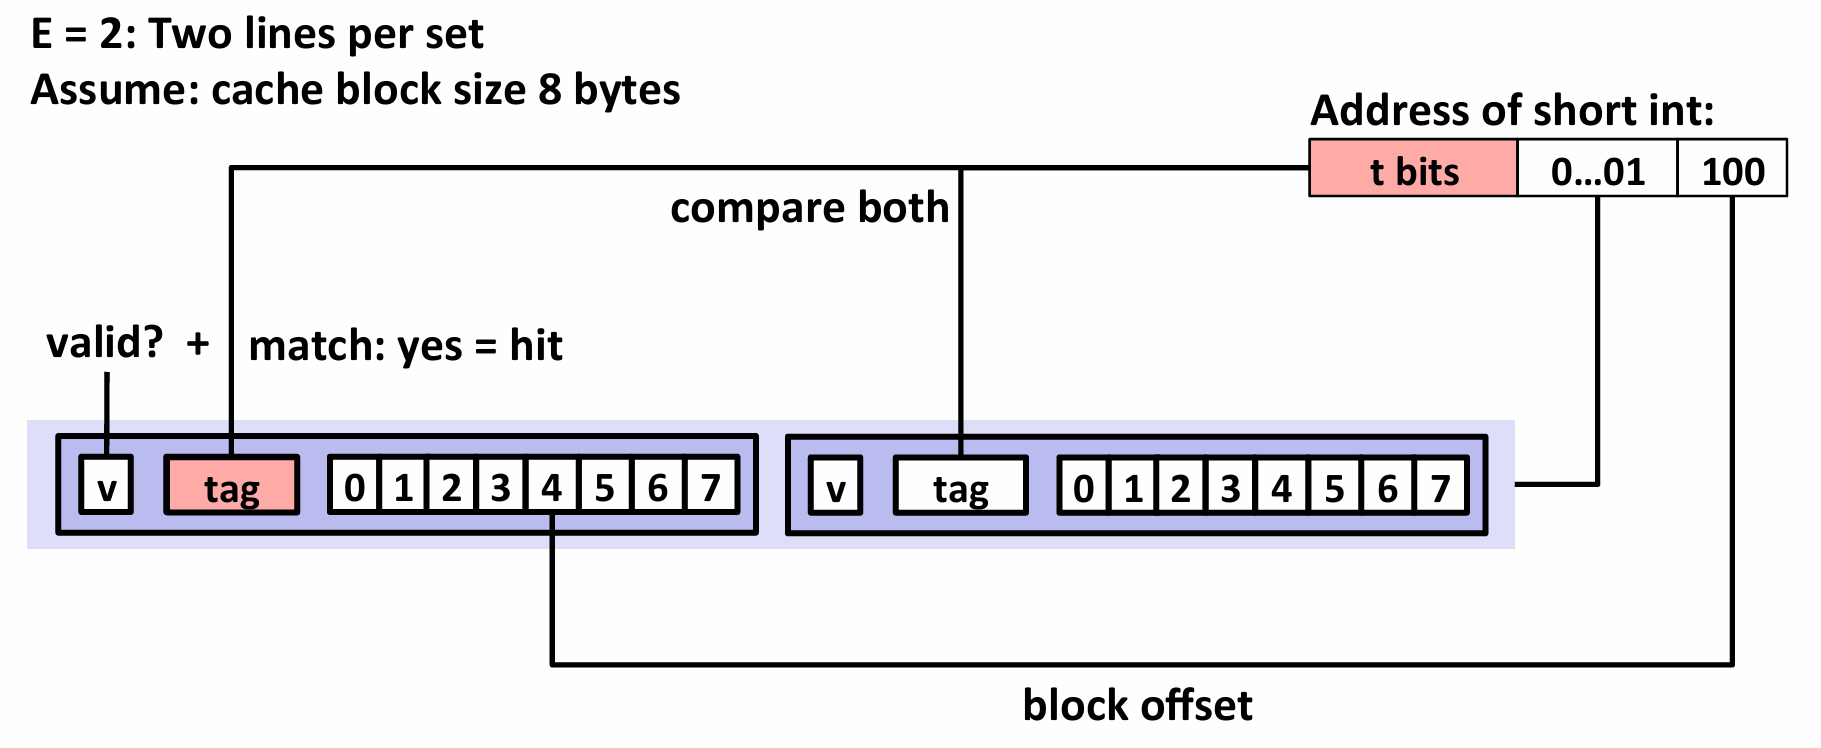 E = 2: Two lines per set
Assume: cache block size 8 bytes
Address of short int:
t bits 0...01 100
compare both
valid? + match: yes = hit
v tag 0 1 2 3 4 5 6 7 v tag 0 1 2 3 4 5 6 7
block offset